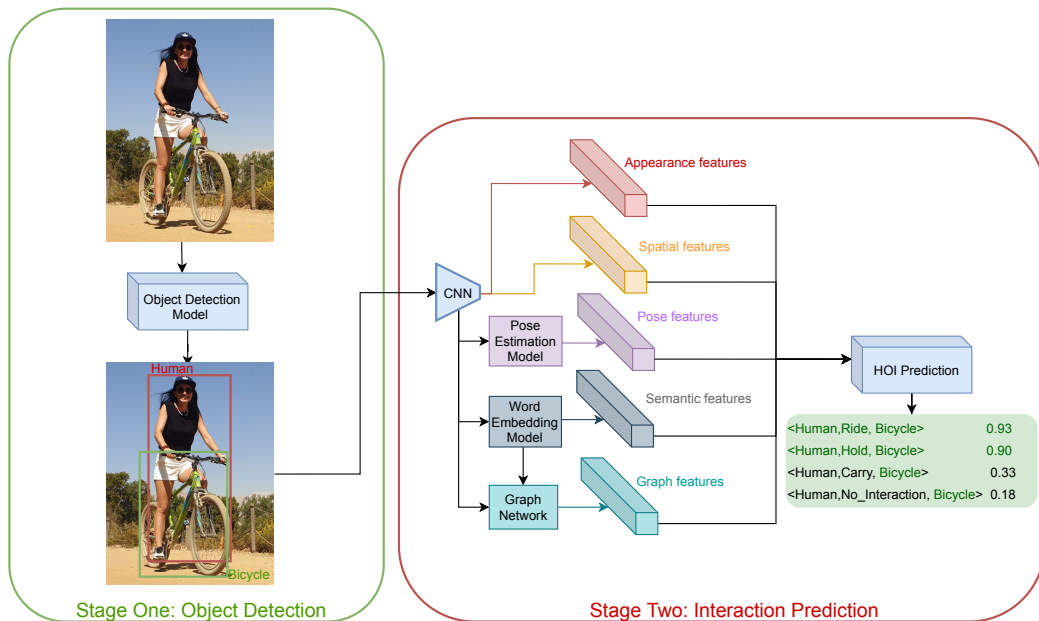 Object Detection
Model
Human
Bicycle
Stage One: Object Detection
CNN
Appearance features
Spatial features
Pose
Estimation
Model
Pose features
Word
Embedding
Model
Semantic features
Graph
Network
Graph features
HOI Prediction
<Human,Ride, Bicycle> 0.93
<Human,Hold, Bicycle> 0.90
<Human,Carry, Bicycle> 0.33
<Human,No_Interaction, Bicycle> 0.18
Stage Two: Interaction Prediction